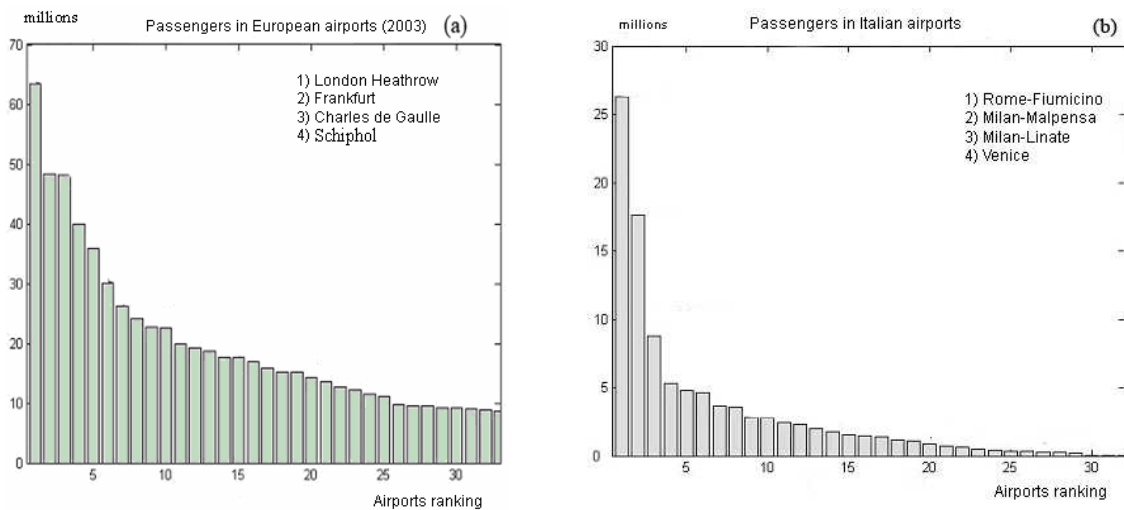 millions
Passengers in European airports (2003)
(a)
70
60
50
40
30
20
10
0
1) London Heathrow
2) Frankfurt
3) Charles de Gaulle
4) Schiphol
5 10 15 20 25 30
Airports ranking
millions
Passengers in Italian airports
(b)
30
25
20
15
10
5
0
1) Rome-Fiumicino
2) Milan-Malpensa
3) Milan-Linate
4) Venice
5 10 15 20 25 30
Airports ranking